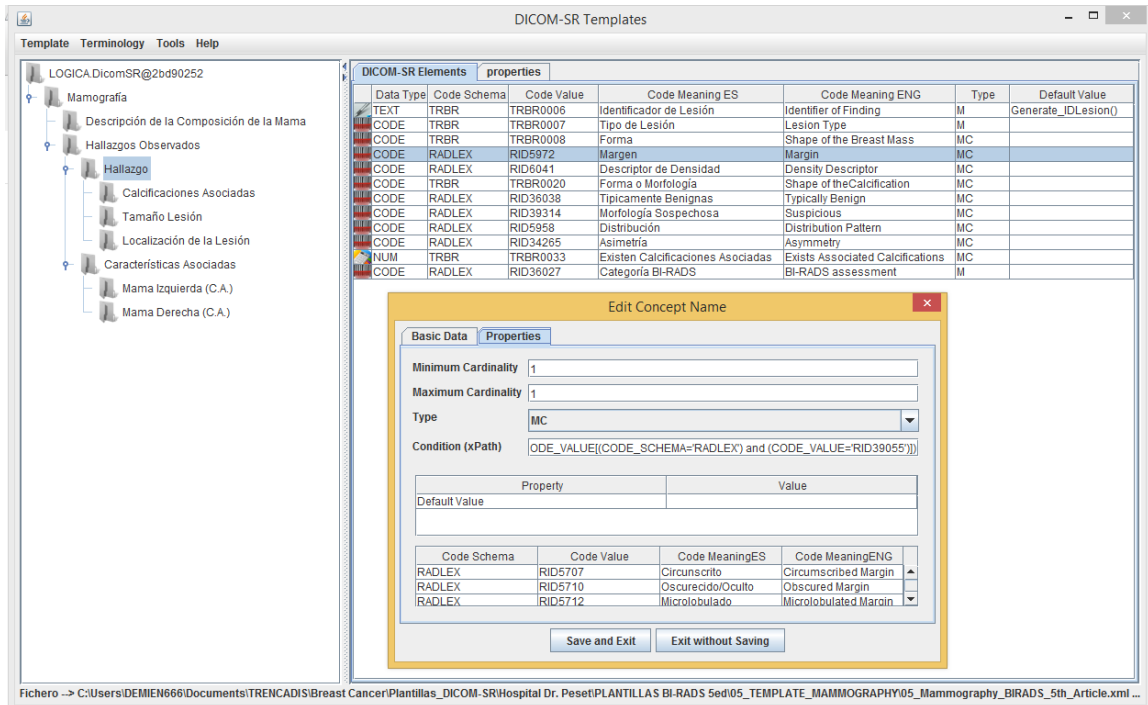 DICOM-SR Templates
Template Terminology Tools Help
LOGICA.DicomSR@2bd90252
Mamografía
Descripción de la Composición de la Mama
Hallazgos Observados
Hallazgo
Calcificaciones Asociadas
Tamaño Lesión
Localización de la Lesión
Características Asociadas
Mama Izquierda (C.A.)
Mama Derecha (C.A.)
DICOM-SR Elements properties
Data Type Code Schema Code Value Code Meaning ES Code Meaning ENG Type Default Value
TEXT TRBR TRBR0006 Identificador de Lesión Identifier of Finding M Generate_IDLesion()
CODE TRBR TRBR0007 Tipo de Lesión Lesion Type M
CODE TRBR TRBR0008 Forma Shape of the Breast Mass MC
CODE RADLEX RID5972 Margen Margin MC
CODE RADLEX RID6041 Descriptor de Densidad Density Descriptor MC
CODE TRBR TRBR0020 Forma o Morfología Shape of theCalcification MC
CODE RADLEX RID36038 Tipicamente Benignas Typically Benign MC
CODE RADLEX RID39314 Morfología Sospechosa Suspicious MC
CODE RADLEX RID5958 Distribución Distribution Pattern MC
CODE RADLEX RID34265 Asimetría Asymmetry MC
NUM TRBR TRBR0033 Existen Calcificaciones Asociadas Exists Associated Calcifications MC
CODE RADLEX RID36027 Categoría BI-RADS BI-RADS assessment M
Edit Concept Name
Basic Data Properties
Minimum Cardinality 1
Maximum Cardinality 1
Type MC
Condition (xPath) ODE_VALUE[(CODE_SCHEMA='RADLEX') and (CODE_VALUE='RID39055')])
Property Value
Default Value
Code Schema Code Value Code MeaningES Code MeaningENG
RADLEX RID5707 Circunscrito Circumscribed Margin
RADLEX RID5710 Oscurecido/Oculto Obscured Margin
RADLEX RID5712 Microlobulado Microlobulated Margin
Save and Exit Exit without Saving
Fichero --> C:\Users\DEMIEN666\Documents\TRENCADIS\Breast Cancer\Plantillas_DICOM-SR\Hospital Dr. Peset\PLANTILLAS BI-RADS 5ed\05_TEMPLATE_MAMMOGRAPHY\05_Mammography_BIRADS_5th_Article.xml ...